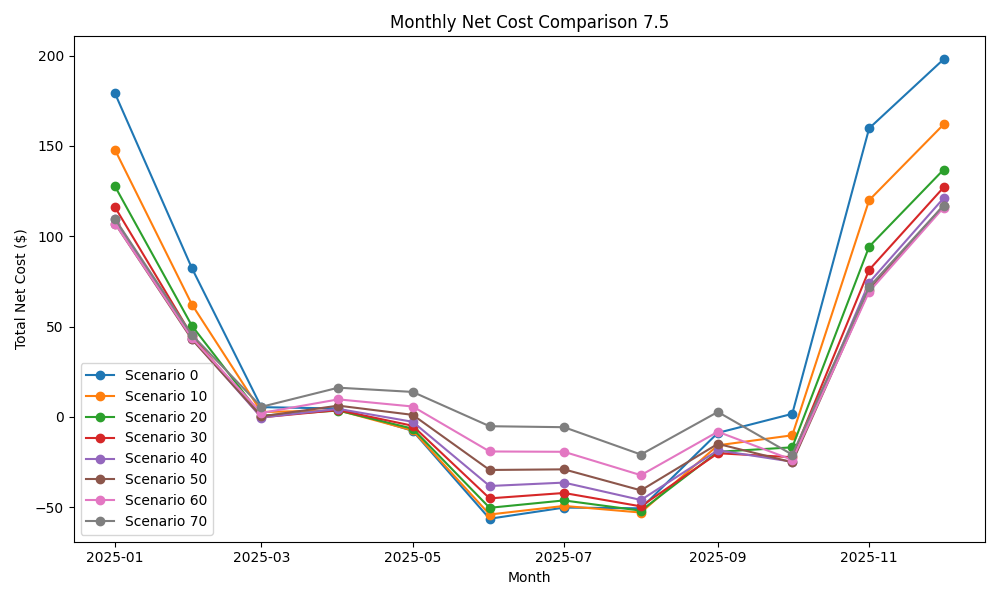 Monthly Net Cost Comparison 7.5
Total Net Cost ($)
200
150
100
50
0
−50
Scenario 0
Scenario 10
Scenario 20
Scenario 30
Scenario 40
Scenario 50
Scenario 60
Scenario 70
2025-01
2025-03
2025-05
2025-07
2025-09
2025-11
Month